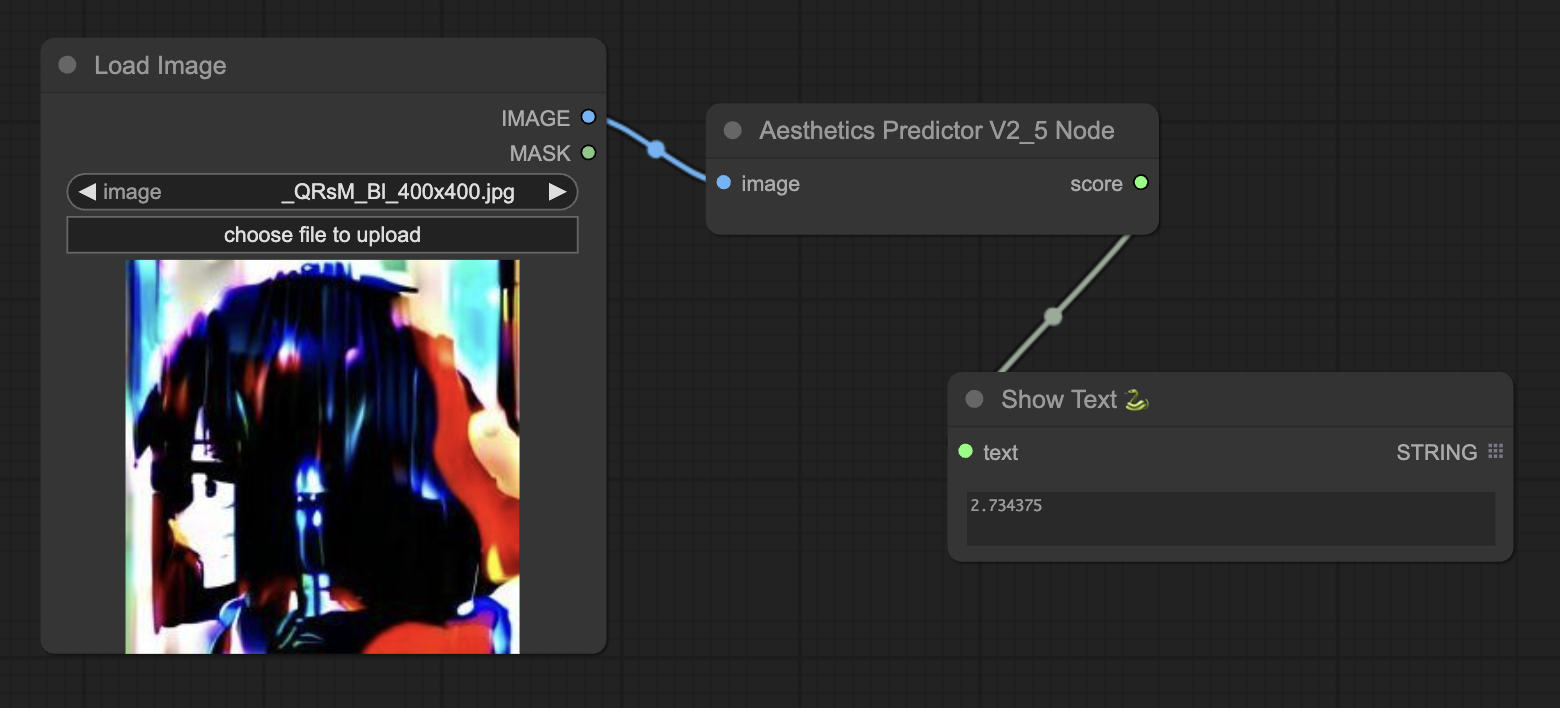 Load Image
IMAGE
MASK
image _QRsM_BI_400x400.jpg
choose file to upload
Aesthetics Predictor V2_5 Node
image score
Show Text 🐍
text STRING
2.734375